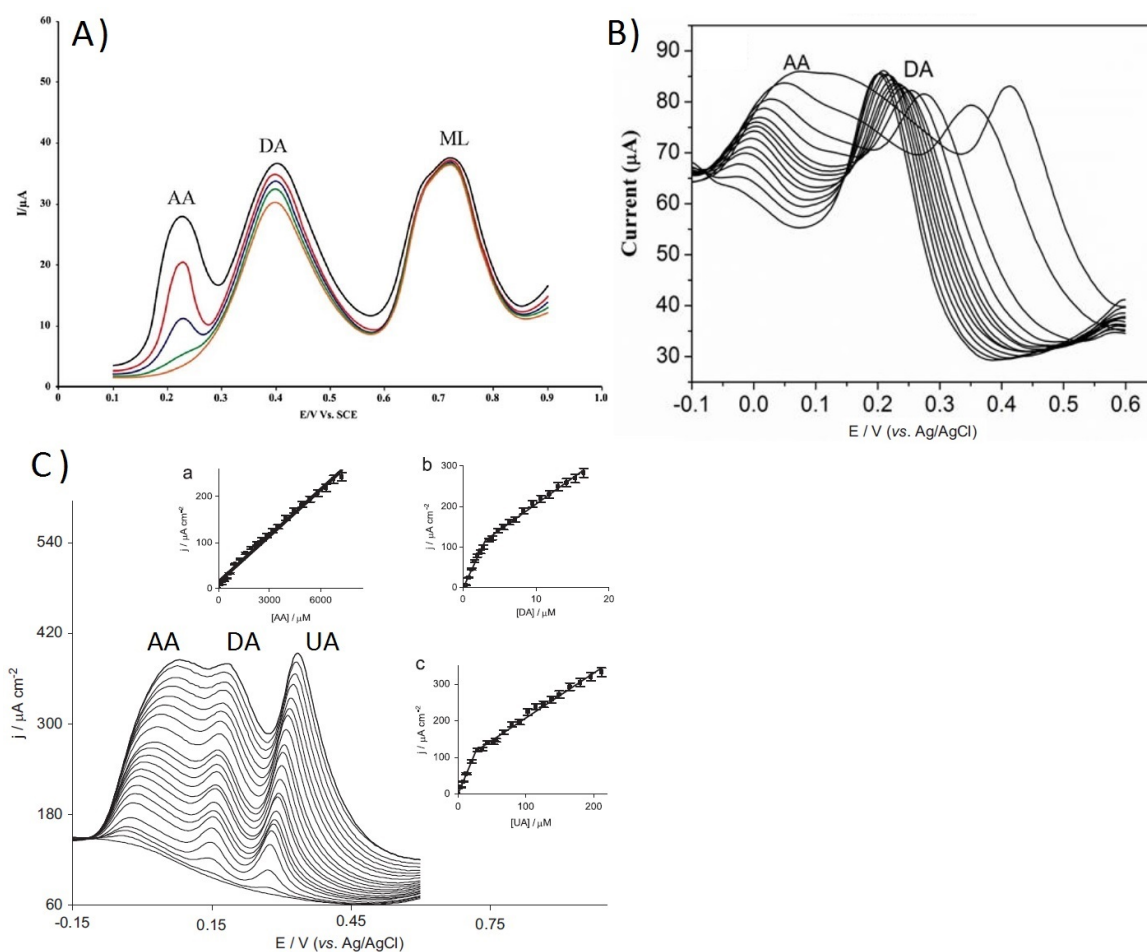 A)
60
50
40
30
20
10
0
I/µA
AA
DA
ML
0
0.1
0.2
0.3
0.4
0.5
0.6
0.7
0.8
0.9
1.0
E/V Vs. SCE
B)
90
80
70
60
50
40
30
Current (µA)
AA
DA
-0.1
0.0
0.1
0.2
0.3
0.4
0.5
0.6
E / V (vs. Ag/AgCl)
C)
540
420
300
180
60
j / µA cm-2
AA
DA
UA
-0.15
0.15
0.45
0.75
E / V (vs. Ag/AgCl)
a
200
100
0
j / µA cm-2
0
3000
6000
[AA] / µM
b
300
200
100
0
j / µA cm-2
0
10
20
[DA] / µM
c
400
300
200
100
0
j / µA cm-2
0
100
200
[UA] / µM